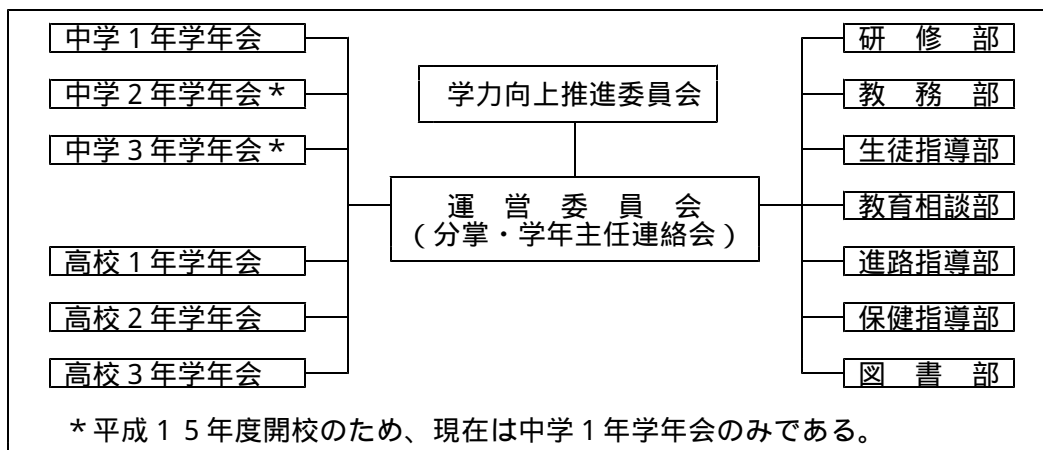 中学１年学年会
中学２年学年会＊
中学３年学年会＊
高校１年学年会
高校２年学年会
高校３年学年会
学力向上推進委員会
運　営　委　員　会
（分掌・学年主任連絡会）
研　修　部
教　務　部
生徒指導部
教育相談部
進路指導部
保健指導部
図　書　部
＊平成１５年度開校のため、現在は中学１年学年会のみである。